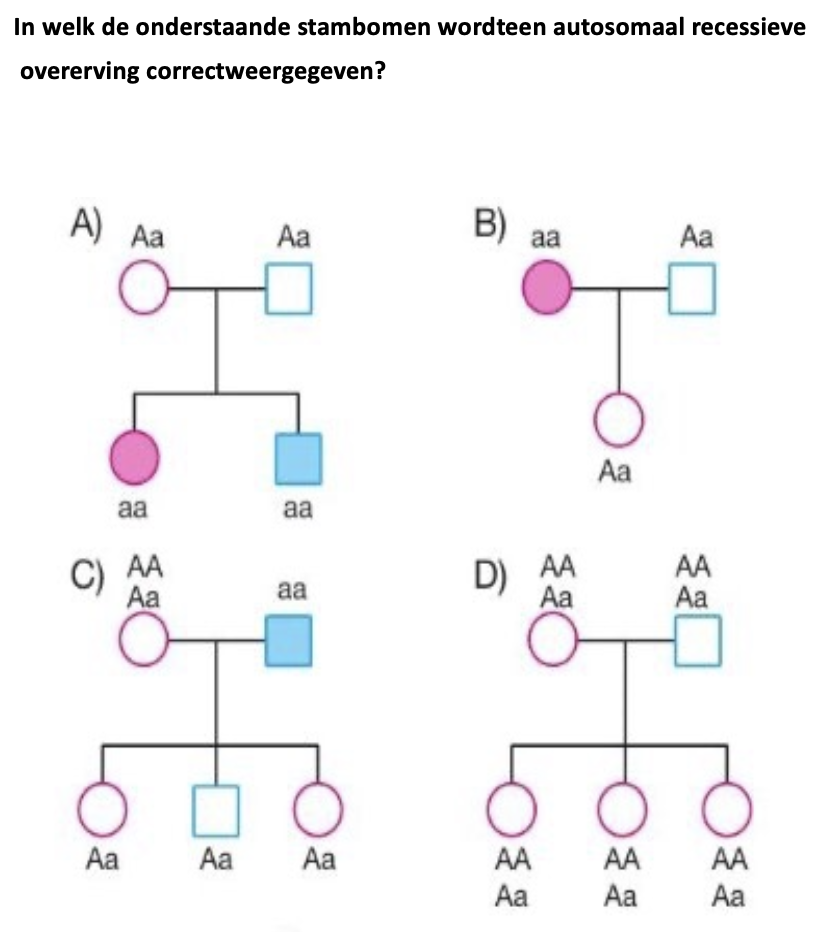 In welk de onderstaande stambomen wordteen autosomaal recessieve
overerving correctweergegeven?
A) Aa Aa
aa aa
B) aa Aa
Aa
C) AA
Aa aa
Aa Aa Aa
D) AA AA
Aa Aa
AA AA AA
Aa Aa Aa